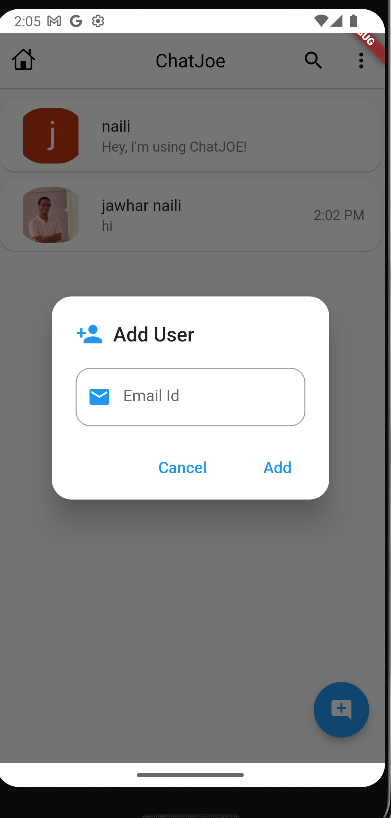 2:05
ChatJoe
j
naili
Hey, I'm using ChatJOE!
jawhar naili
hi
2:02 PM
Add User
Email Id
Cancel Add